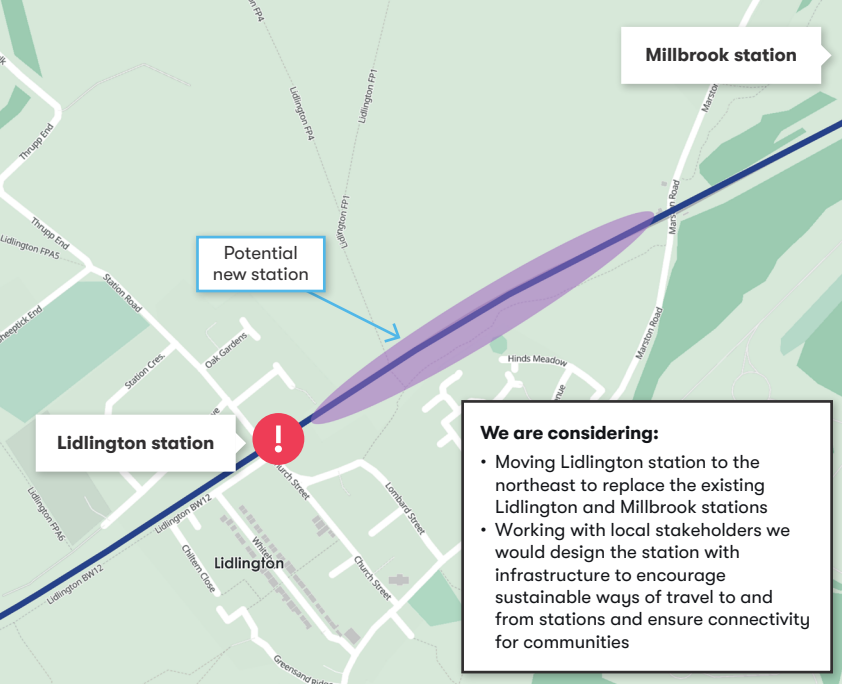 Lidlington FP4
Millbrook station
Marston
Thrupp End
Lidlington FP4
Lidlington FP1
Thrupp End
Lidlington FPA5
Lidlington FP1
Marston Road
Potential
new station
Station Road
Sheeptick End
Oak Gardens
Station Cres.
Marston Road
Hinds Meadow
Lidlington station
!
Church Street
Lidlington FPA6
Lidlington BW12
Lombard Street
Lidlington
Chiltern Close
Church Street
Lidlington BW12
We are considering:
• Moving Lidlington station to the
northeast to replace the existing
Lidlington and Millbrook stations
• Working with local stakeholders we
would design the station with
infrastructure to encourage
sustainable ways of travel to and
from stations and ensure connectivity
for communities